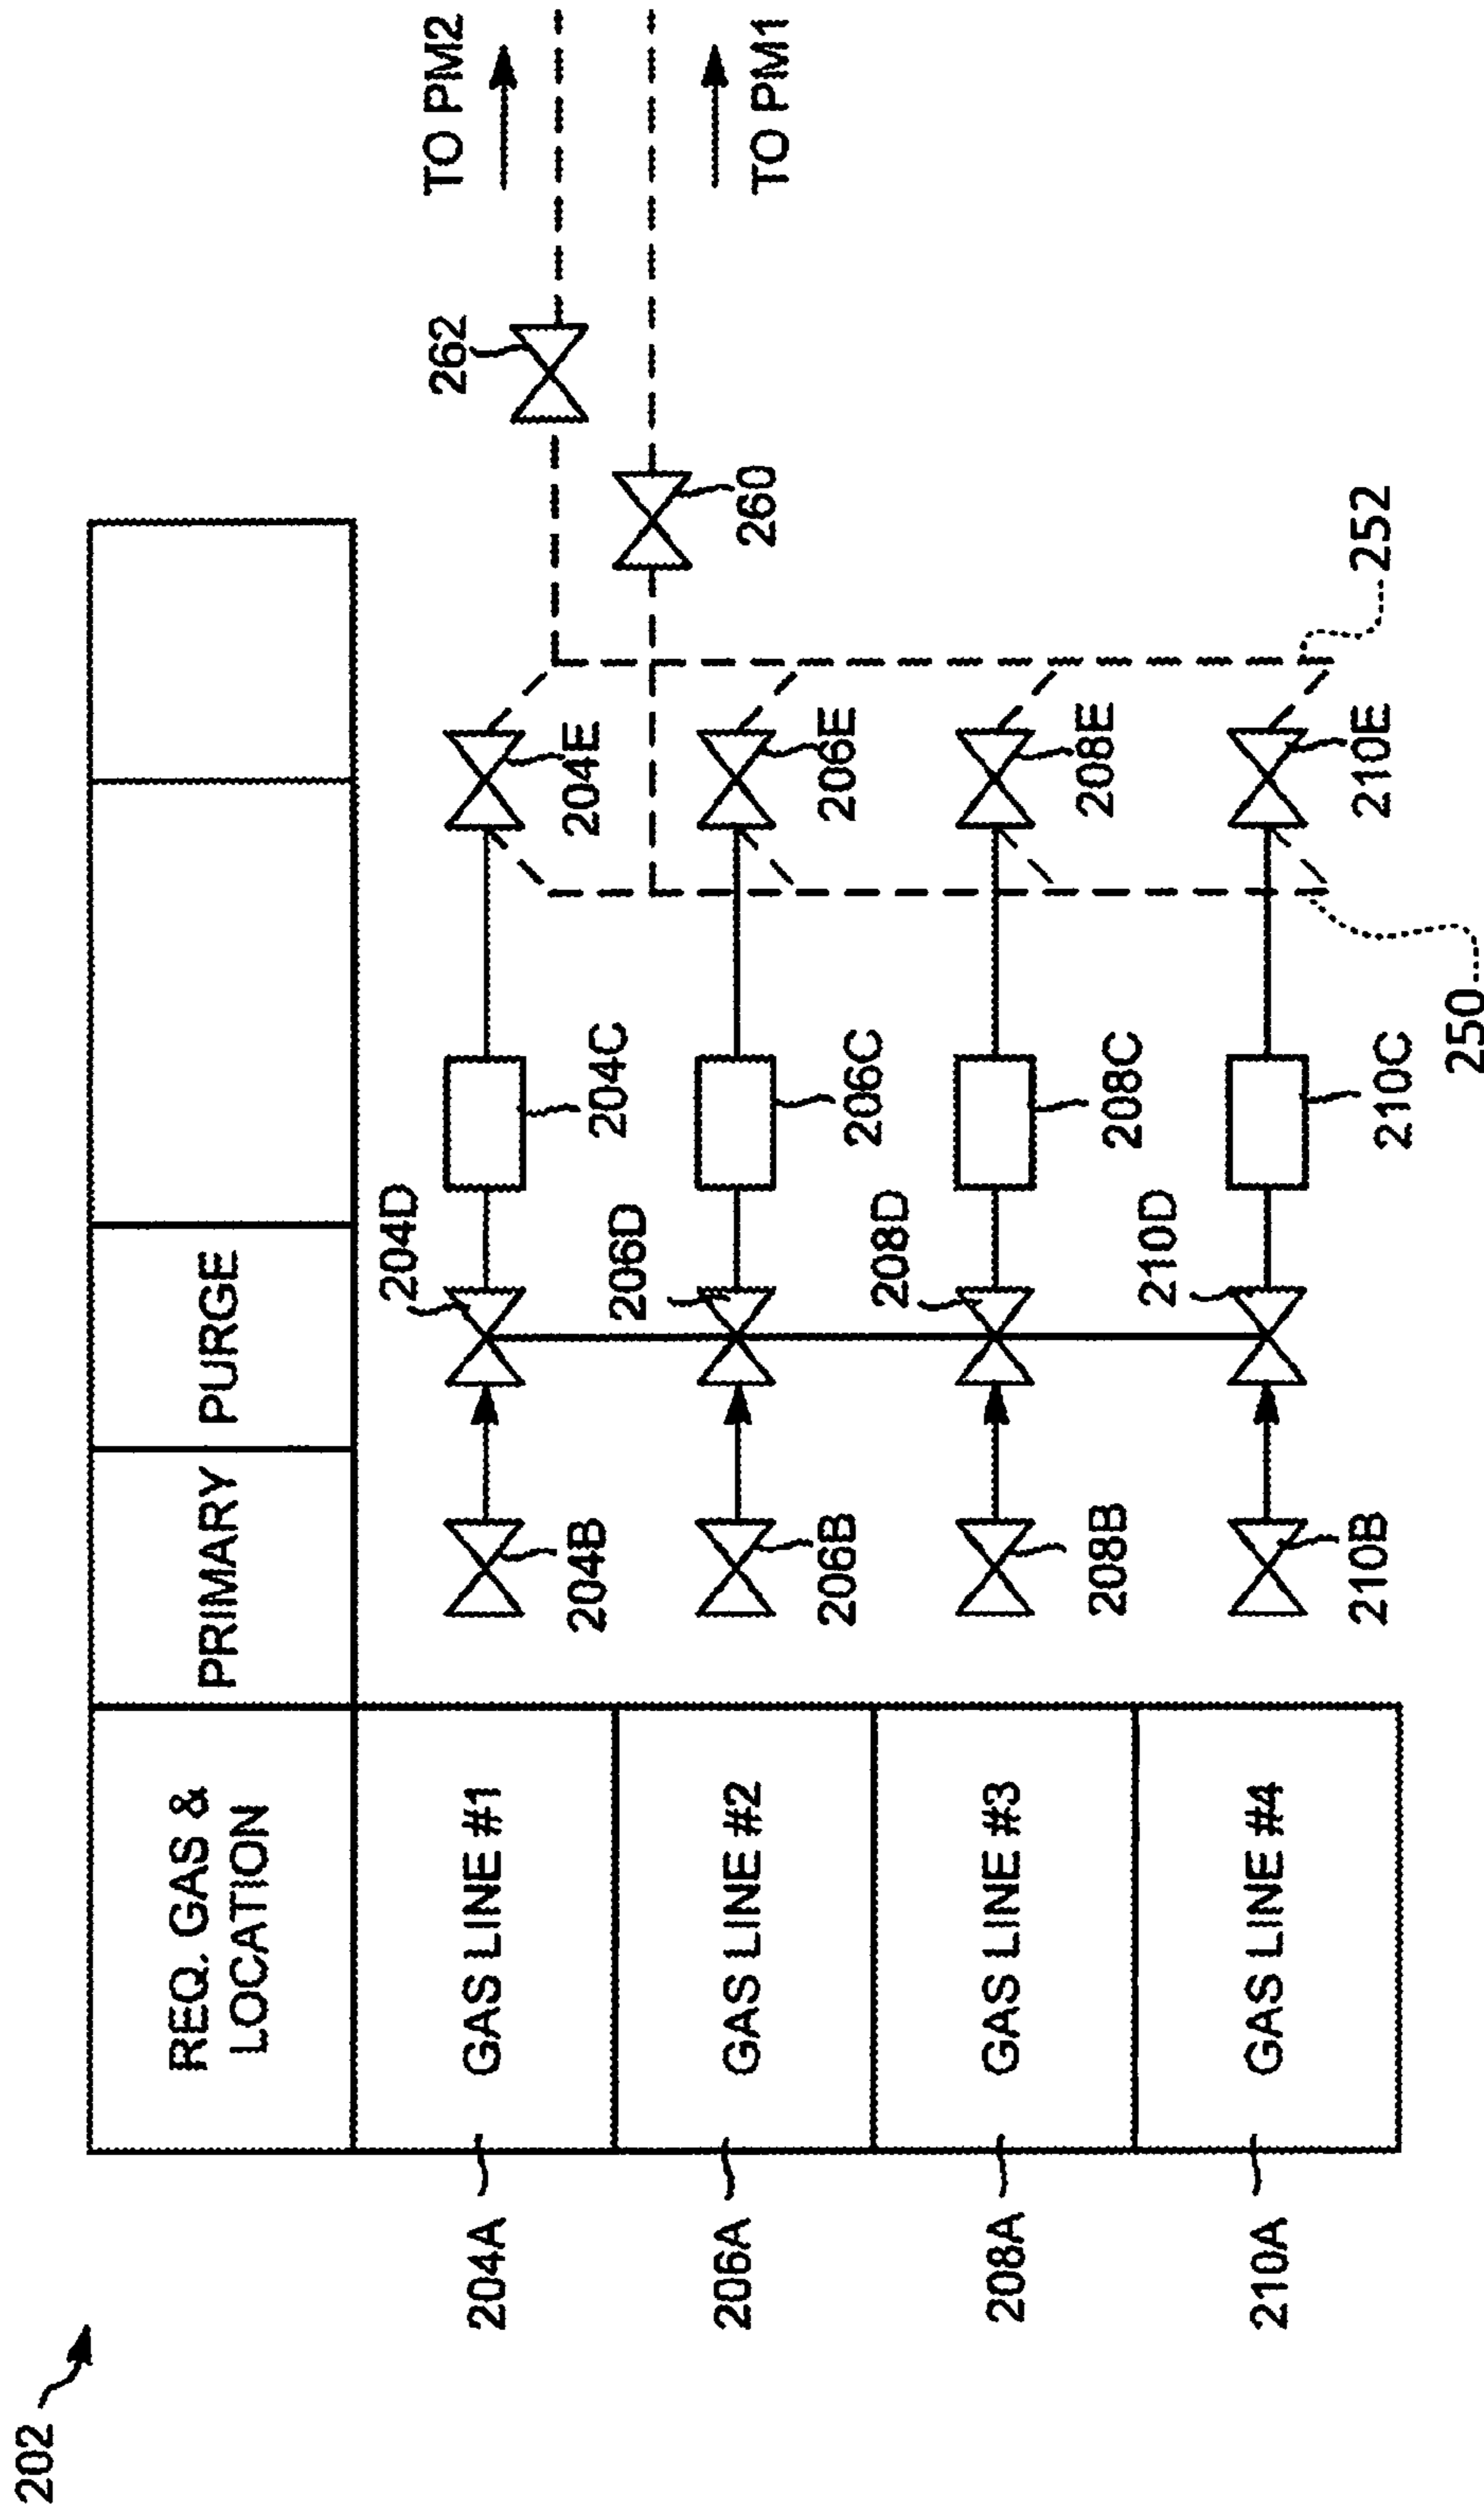 202
REQ. GAS &
LOCATION
PRIMARY
PURGE
204A
GAS LINE #1
204B
204D
204C
204E
206A
GAS LINE #2
206B
206D
206C
206E
208A
GAS LINE #3
208B
208D
208C
208E
210A
GAS LINE #4
210B
210D
210C
210E
250
252
260
262
TO PM2
TO PM1